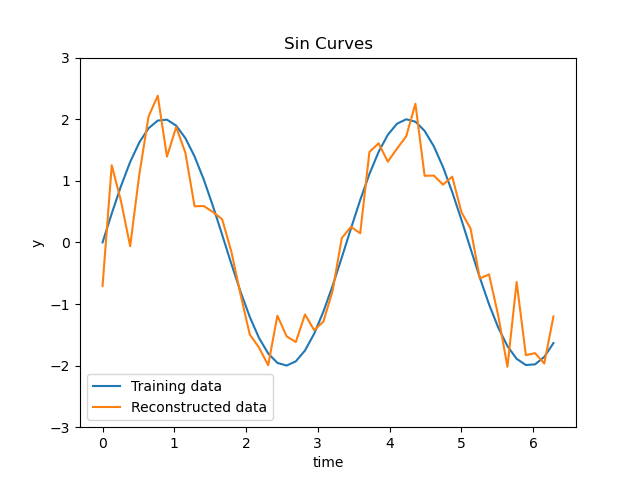 Sin Curves
3
2
1
0
−1
−2
−3
y
Training data
Reconstructed data
0 1 2 3 4 5 6
time